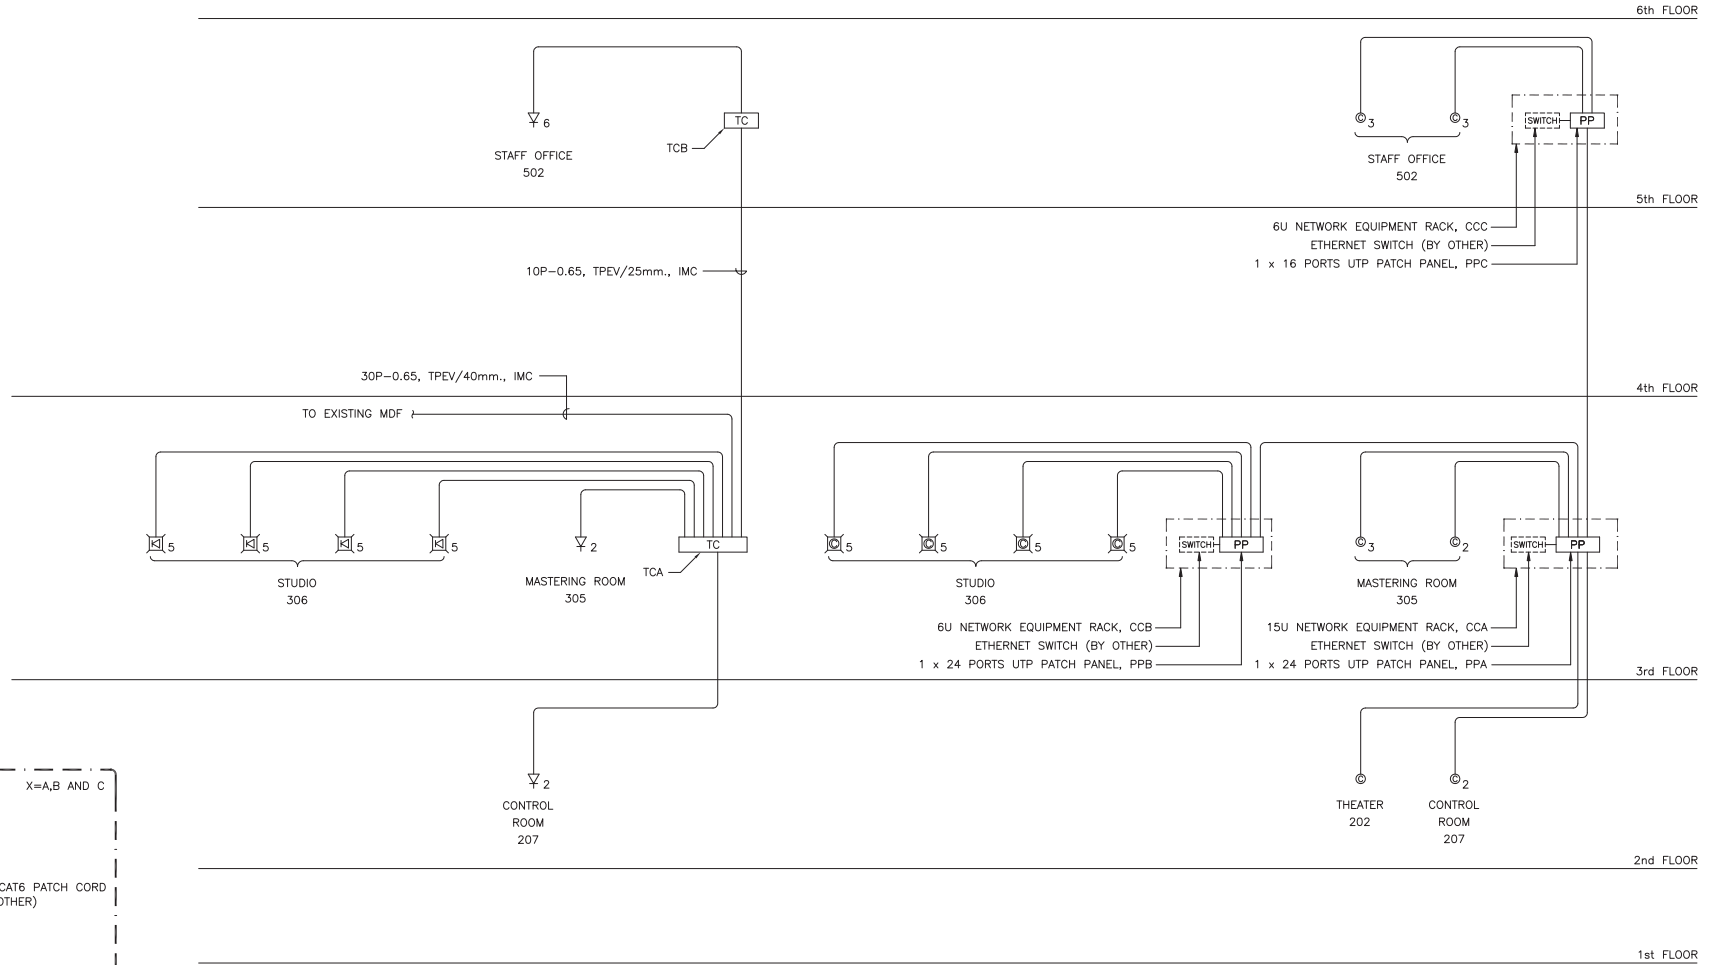 6th FLOOR
TC
6
TCB
STAFF OFFICE
502
© 3
© 3
SWITCH
PP
STAFF OFFICE
502
5th FLOOR
6U NETWORK EQUIPMENT RACK, CCC
ETHERNET SWITCH (BY OTHER)
1 x 16 PORTS UTP PATCH PANEL, PPC
10P-0.65, TPEV/25mm., IMC
30P-0.65, TPEV/40mm., IMC
4th FLOOR
TO EXISTING MDF
5
5
5
5
STUDIO
306
2
MASTERING ROOM
305
TC
TCA
© 5
© 5
© 5
© 5
STUDIO
306
SWITCH
PP
6U NETWORK EQUIPMENT RACK, CCB
ETHERNET SWITCH (BY OTHER)
1 x 24 PORTS UTP PATCH PANEL, PPB
© 3
© 2
MASTERING ROOM
305
SWITCH
PP
15U NETWORK EQUIPMENT RACK, CCA
ETHERNET SWITCH (BY OTHER)
1 x 24 PORTS UTP PATCH PANEL, PPA
3rd FLOOR
2
CONTROL
ROOM
207
©
THEATER
202
© 2
CONTROL
ROOM
207
X=A,B AND C
2nd FLOOR
CAT6 PATCH CORD
OTHER)
1st FLOOR